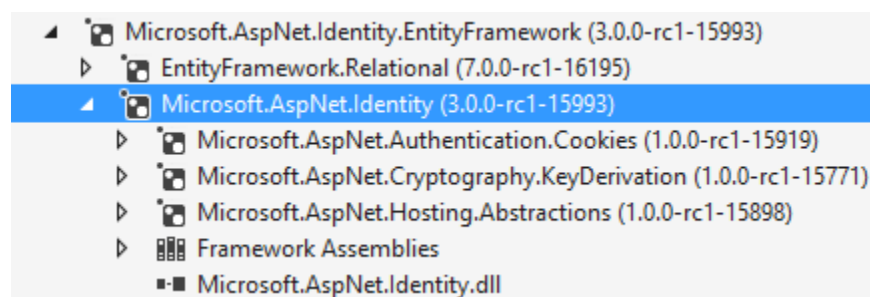 Microsoft.AspNet.Identity.EntityFramework (3.0.0-rc1-15993)
EntityFramework.Relational (7.0.0-rc1-16195)
Microsoft.AspNet.Identity (3.0.0-rc1-15993)
Microsoft.AspNet.Authentication.Cookies (1.0.0-rc1-15919)
Microsoft.AspNet.Cryptography.KeyDerivation (1.0.0-rc1-15771)
Microsoft.AspNet.Hosting.Abstractions (1.0.0-rc1-15898)
Framework Assemblies
Microsoft.AspNet.Identity.dll